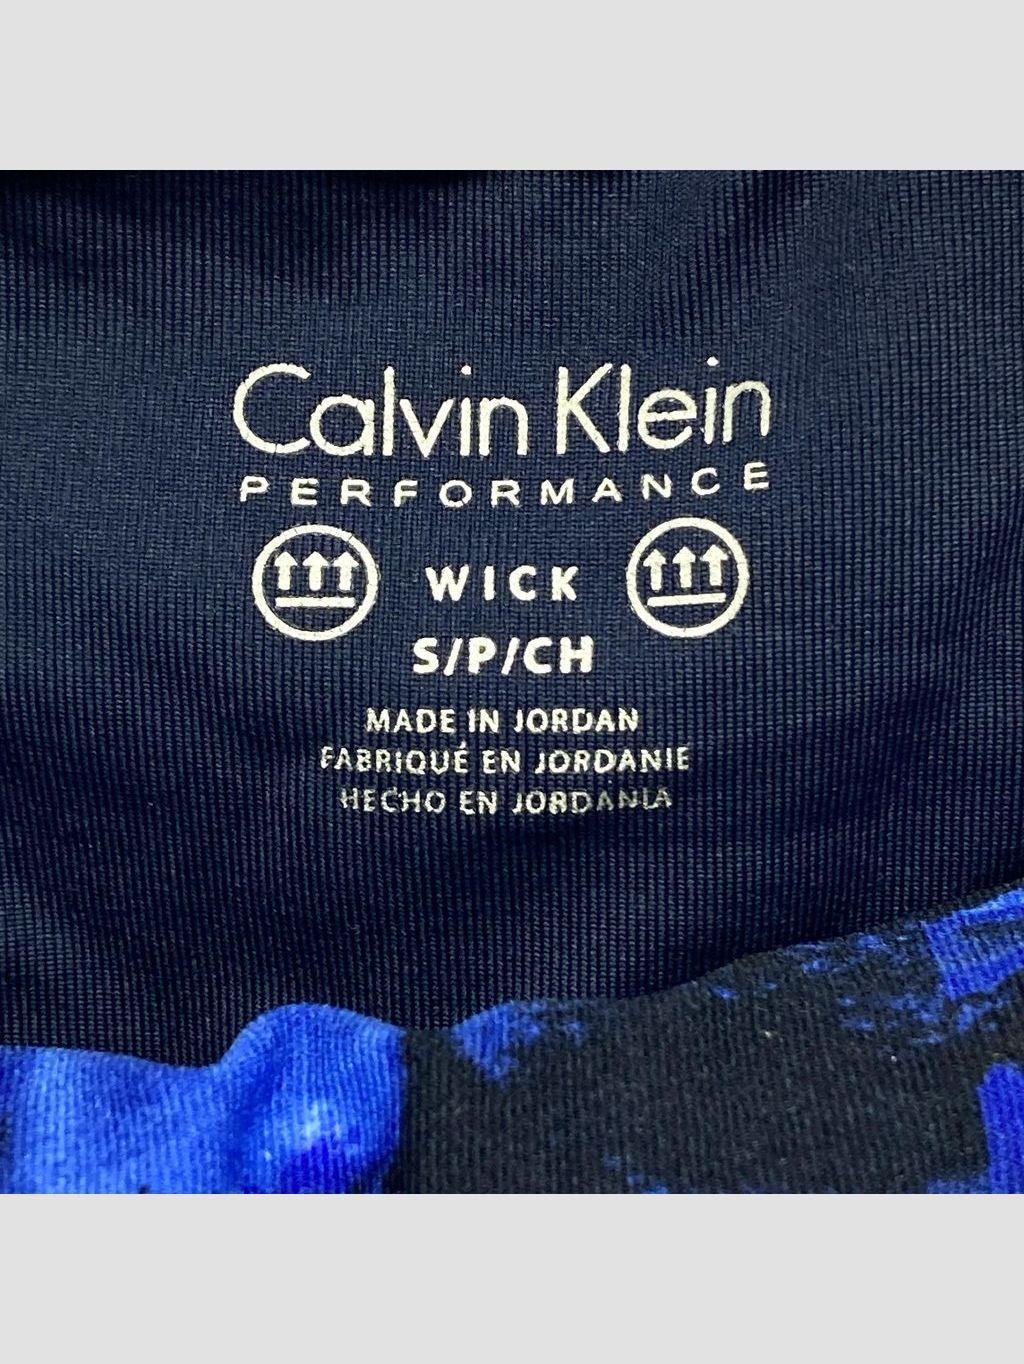 Calvin Klein
PERFORMANCE
WICK
S/P/CH
MADE IN JORDAN
FABRIQUÉ EN JORDANIE
HECHO EN JORDANIA